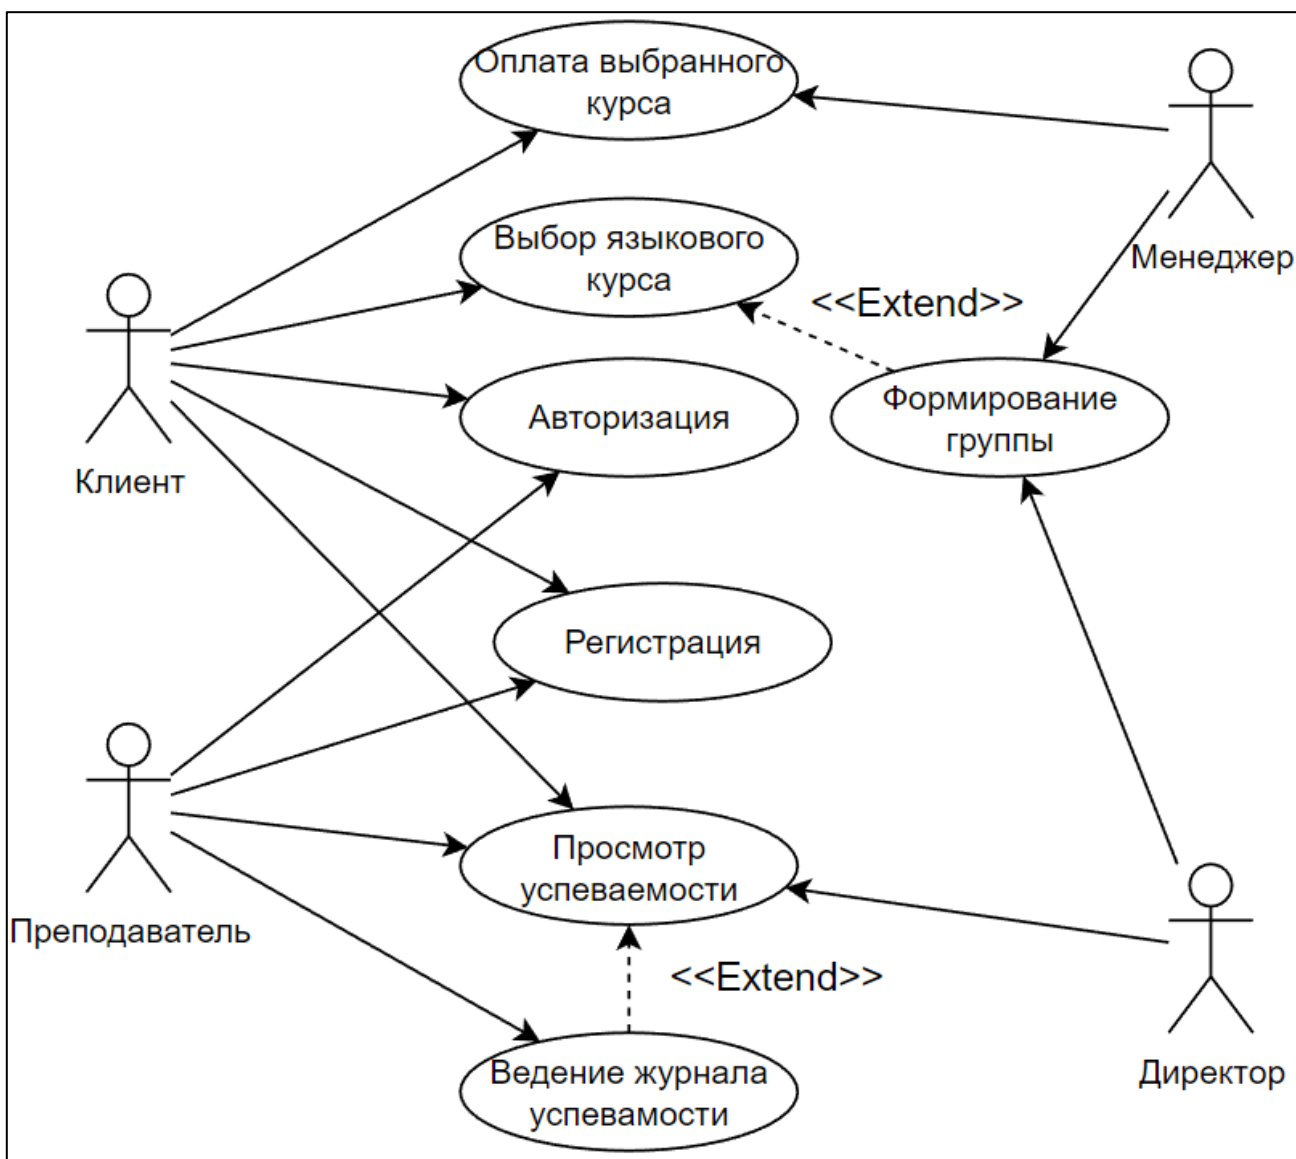 Оплата выбранного
курса
Менеджер
Выбор языкового
курса
<<Extend>>
Формирование
группы
Авторизация
Клиент
Регистрация
Просмотр
успеваемости
Преподаватель
<<Extend>>
Ведение журнала
успевамости
Директор